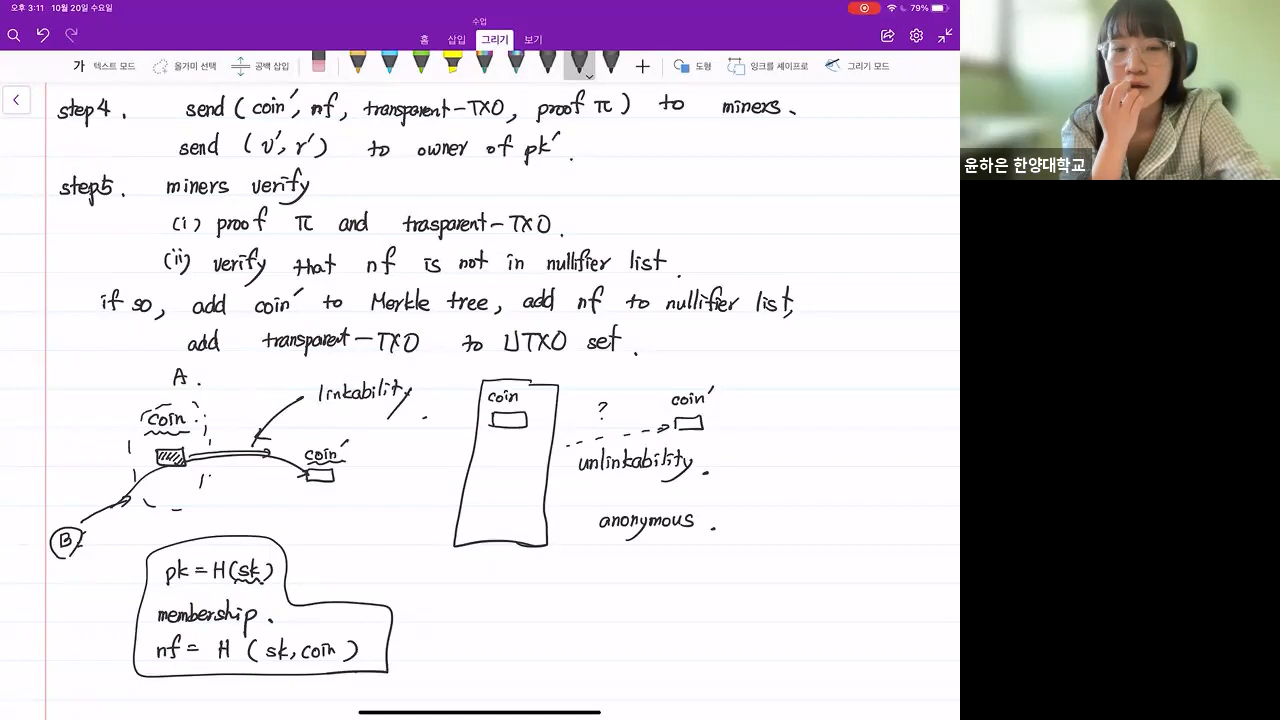 오후 3:11 10월 20일 수요일
79%
수업
홈 삽입 그리기 보기
가 텍스트 모드 올가미 선택 공백 삽입 도형 잉크를 셰이프로 그리기 모드
step4. send (coin′, nf, transparent-TXO, proof π) to miners.
send (v′, r′) to owner of pk′.
step5. miners verify
(i) proof π and trasparent-TXO.
(ii) verify that nf is not in nullifier list.
if so, add coin′ to Merkle tree, add nf to nullifier list,
add transparent-TXO to UTXO set.
A.
linkability.
coin
coin′
B
coin
?
coin′
unlinkability.
anonymous.
pk = H(sk)
membership.
nf = H (sk, coin)
윤하은 한양대학교